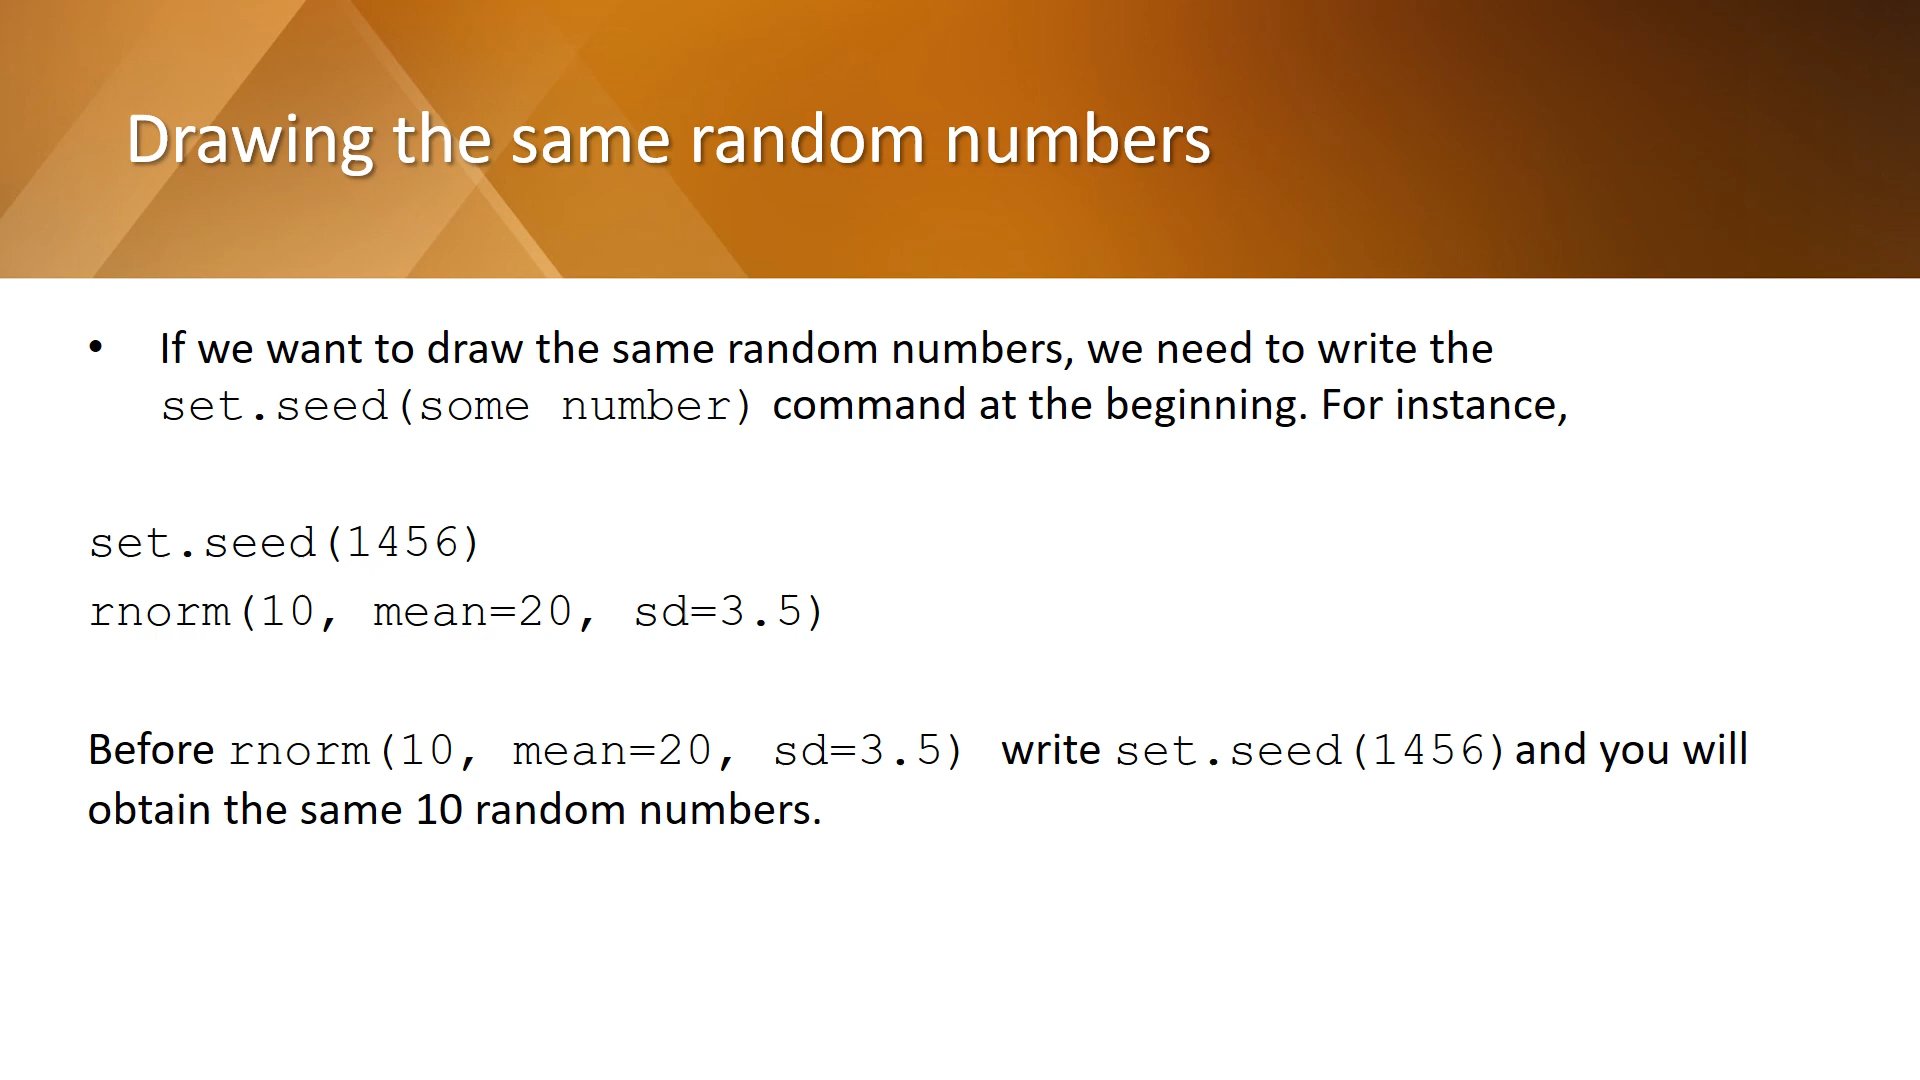 Drawing the same random numbers
• If we want to draw the same random numbers, we need to write the
set.seed(some number) command at the beginning. For instance,
set.seed(1456)
rnorm(10, mean=20, sd=3.5)
Before rnorm(10, mean=20, sd=3.5) write set.seed(1456)and you will
obtain the same 10 random numbers.